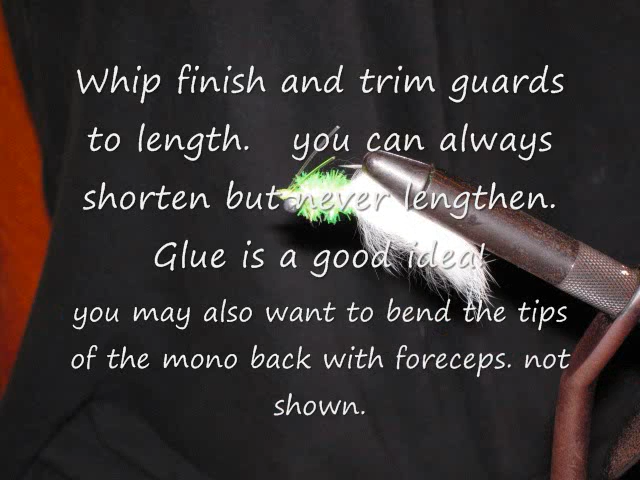 Whip finish and trim guards
to length. you can always
shorten but never lengthen.
Glue is a good idea!
you may also want to bend the tips
of the mono back with foreceps. not
shown.